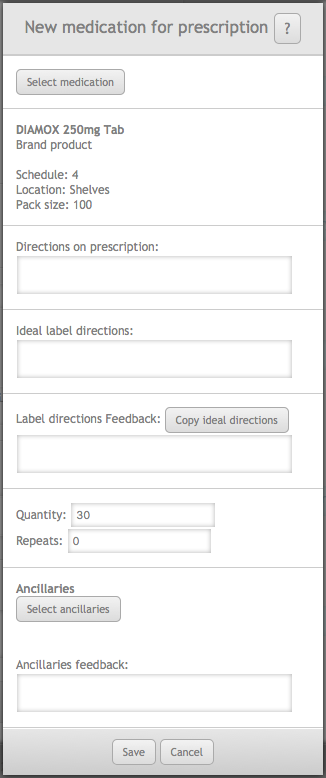 New medication for prescription ?
Select medication
DIAMOX 250mg Tab
Brand product
Schedule: 4
Location: Shelves
Pack size: 100
Directions on prescription:
Ideal label directions:
Label directions Feedback: Copy ideal directions
Quantity: 30
Repeats: 0
Ancillaries
Select ancillaries
Ancillaries feedback:
Save Cancel